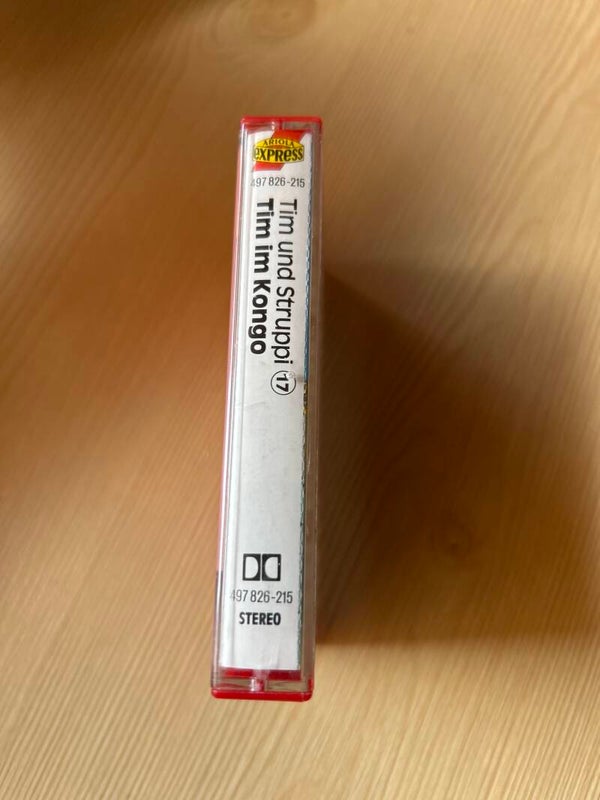 ARIOLA
express
497 826-215
Tim und Struppi 17
Tim im Kongo
497 826-215
STEREO